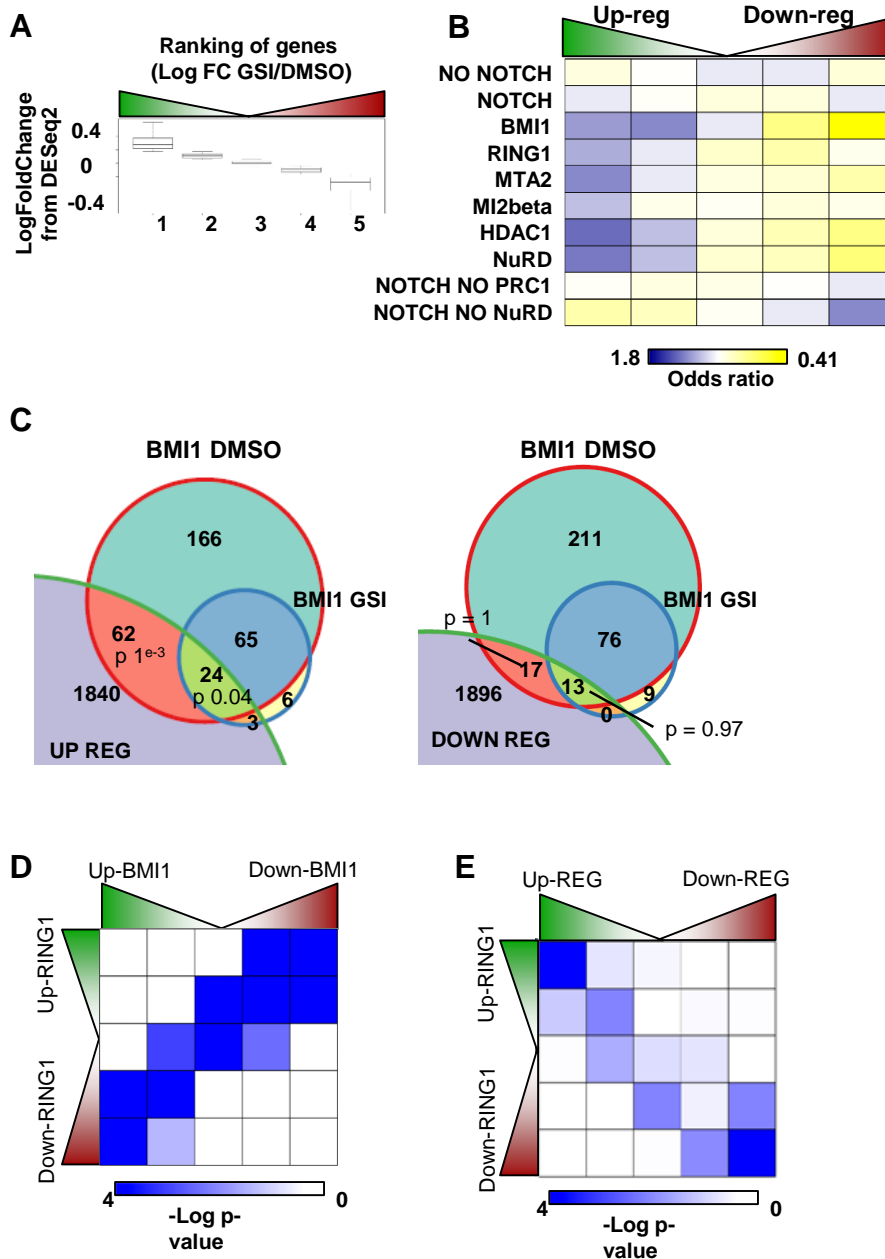 A
Ranking of genes
(Log FC GSI/DMSO)
LogFoldChange
from DESeq2
0.4
0
-0.4
1 2 3 4 5
B
Up-reg Down-reg
NO NOTCH
NOTCH
BMI1
RING1
MTA2
MI2beta
HDAC1
NuRD
NOTCH NO PRC1
NOTCH NO NuRD
1.8 0.41
Odds ratio
C
BMI1 DMSO
166
BMI1 GSI
62
p 1e-3
65
24
p 0.04
6
3
1840
UP REG
BMI1 DMSO
211
BMI1 GSI
p = 1
76
17
13
9
0
1896
p = 0.97
DOWN REG
D
Up-BMI1 Down-BMI1
Up-RING1
Down-RING1
4 0
-Log p-
value
E
Up-REG Down-REG
Up-RING1
Down-RING1
4 0
-Log p-
value